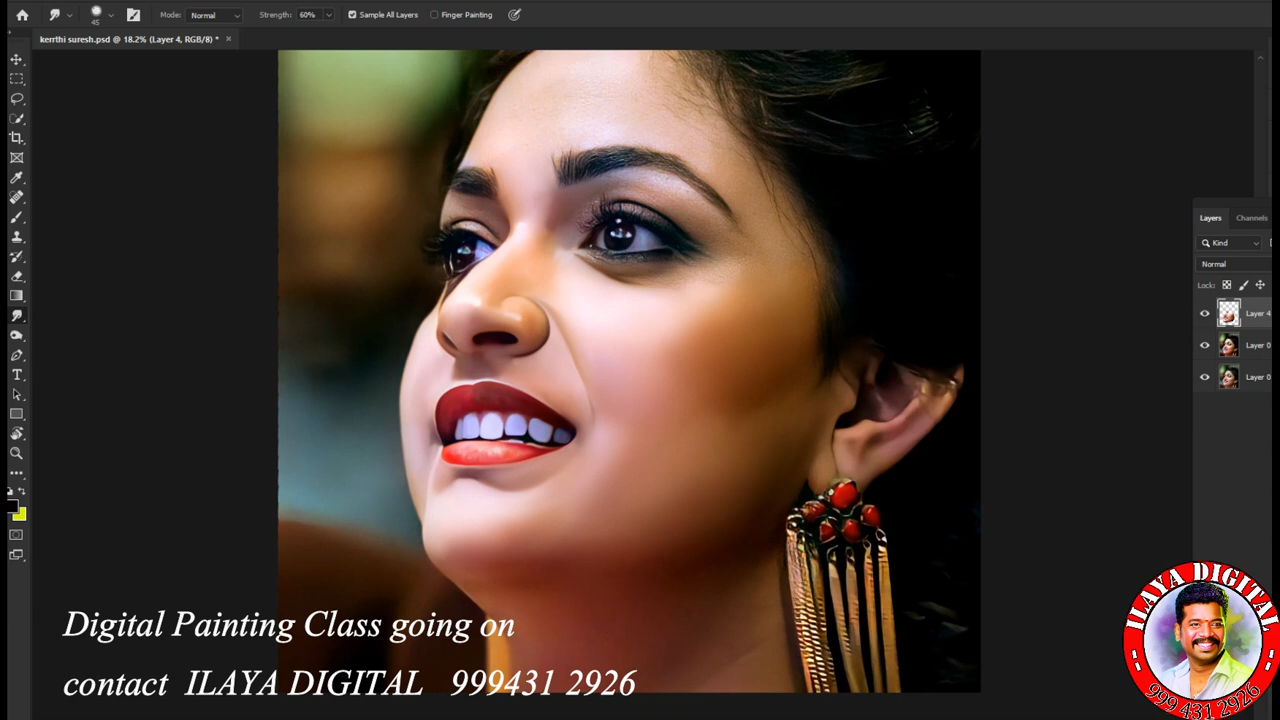 45
Mode: Normal
Strength: 60%
Sample All Layers
Finger Painting
kerrthi suresh.psd @ 18.2% (Layer 4, RGB/8) *
Layers
Channels
Kind
Normal
Lock:
Layer 4
Layer 0
Layer 0
Digital Painting Class going on
contact ILAYA DIGITAL 999431 2926
ILAYA DIGITAL
999 431 2926